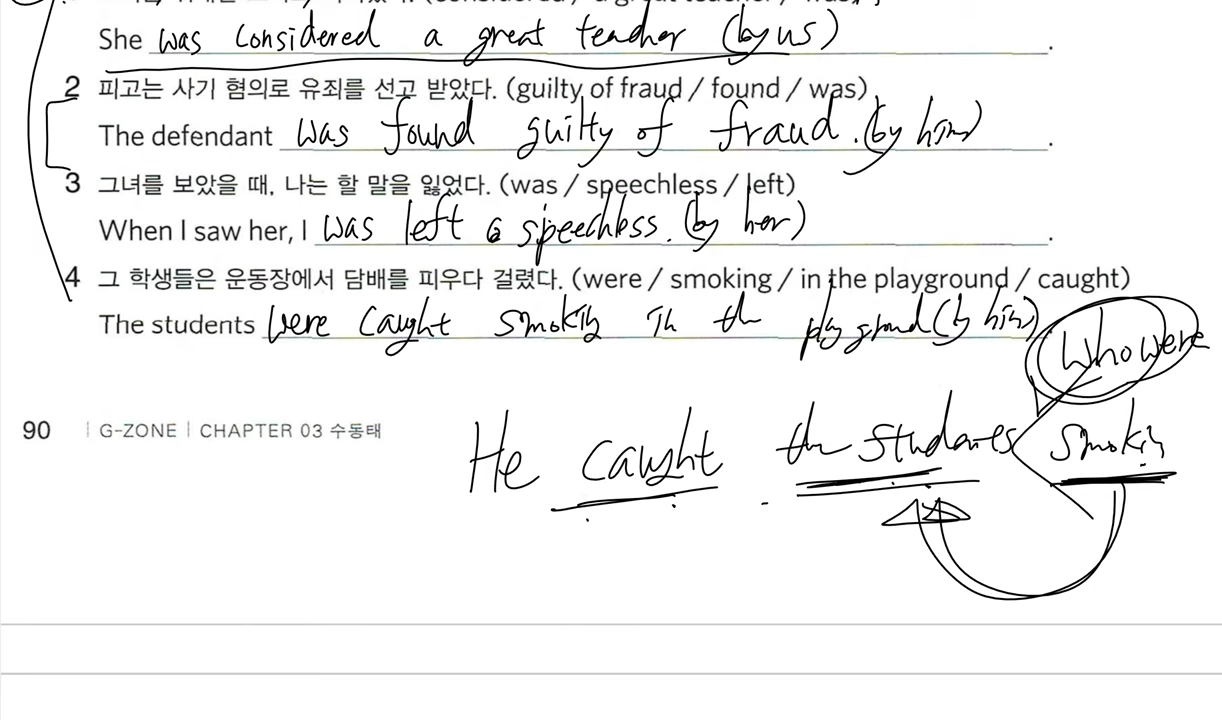 She was considered a great teacher (by us).
2 피고는 사기 혐의로 유죄를 선고 받았다. (guilty of fraud / found / was)
The defendant was found guilty of fraud. (by him).
3 그녀를 보았을 때, 나는 할 말을 잃었다. (was / speechless / left)
When I saw her, I was left a speechless. (by her).
4 그 학생들은 운동장에서 담배를 피우다 걸렸다. (were / smoking / in the playground / caught)
The students were caught smoking in the playground (by him)
who were
He caught the students smokin
90 | G-ZONE | CHAPTER 03 수동태